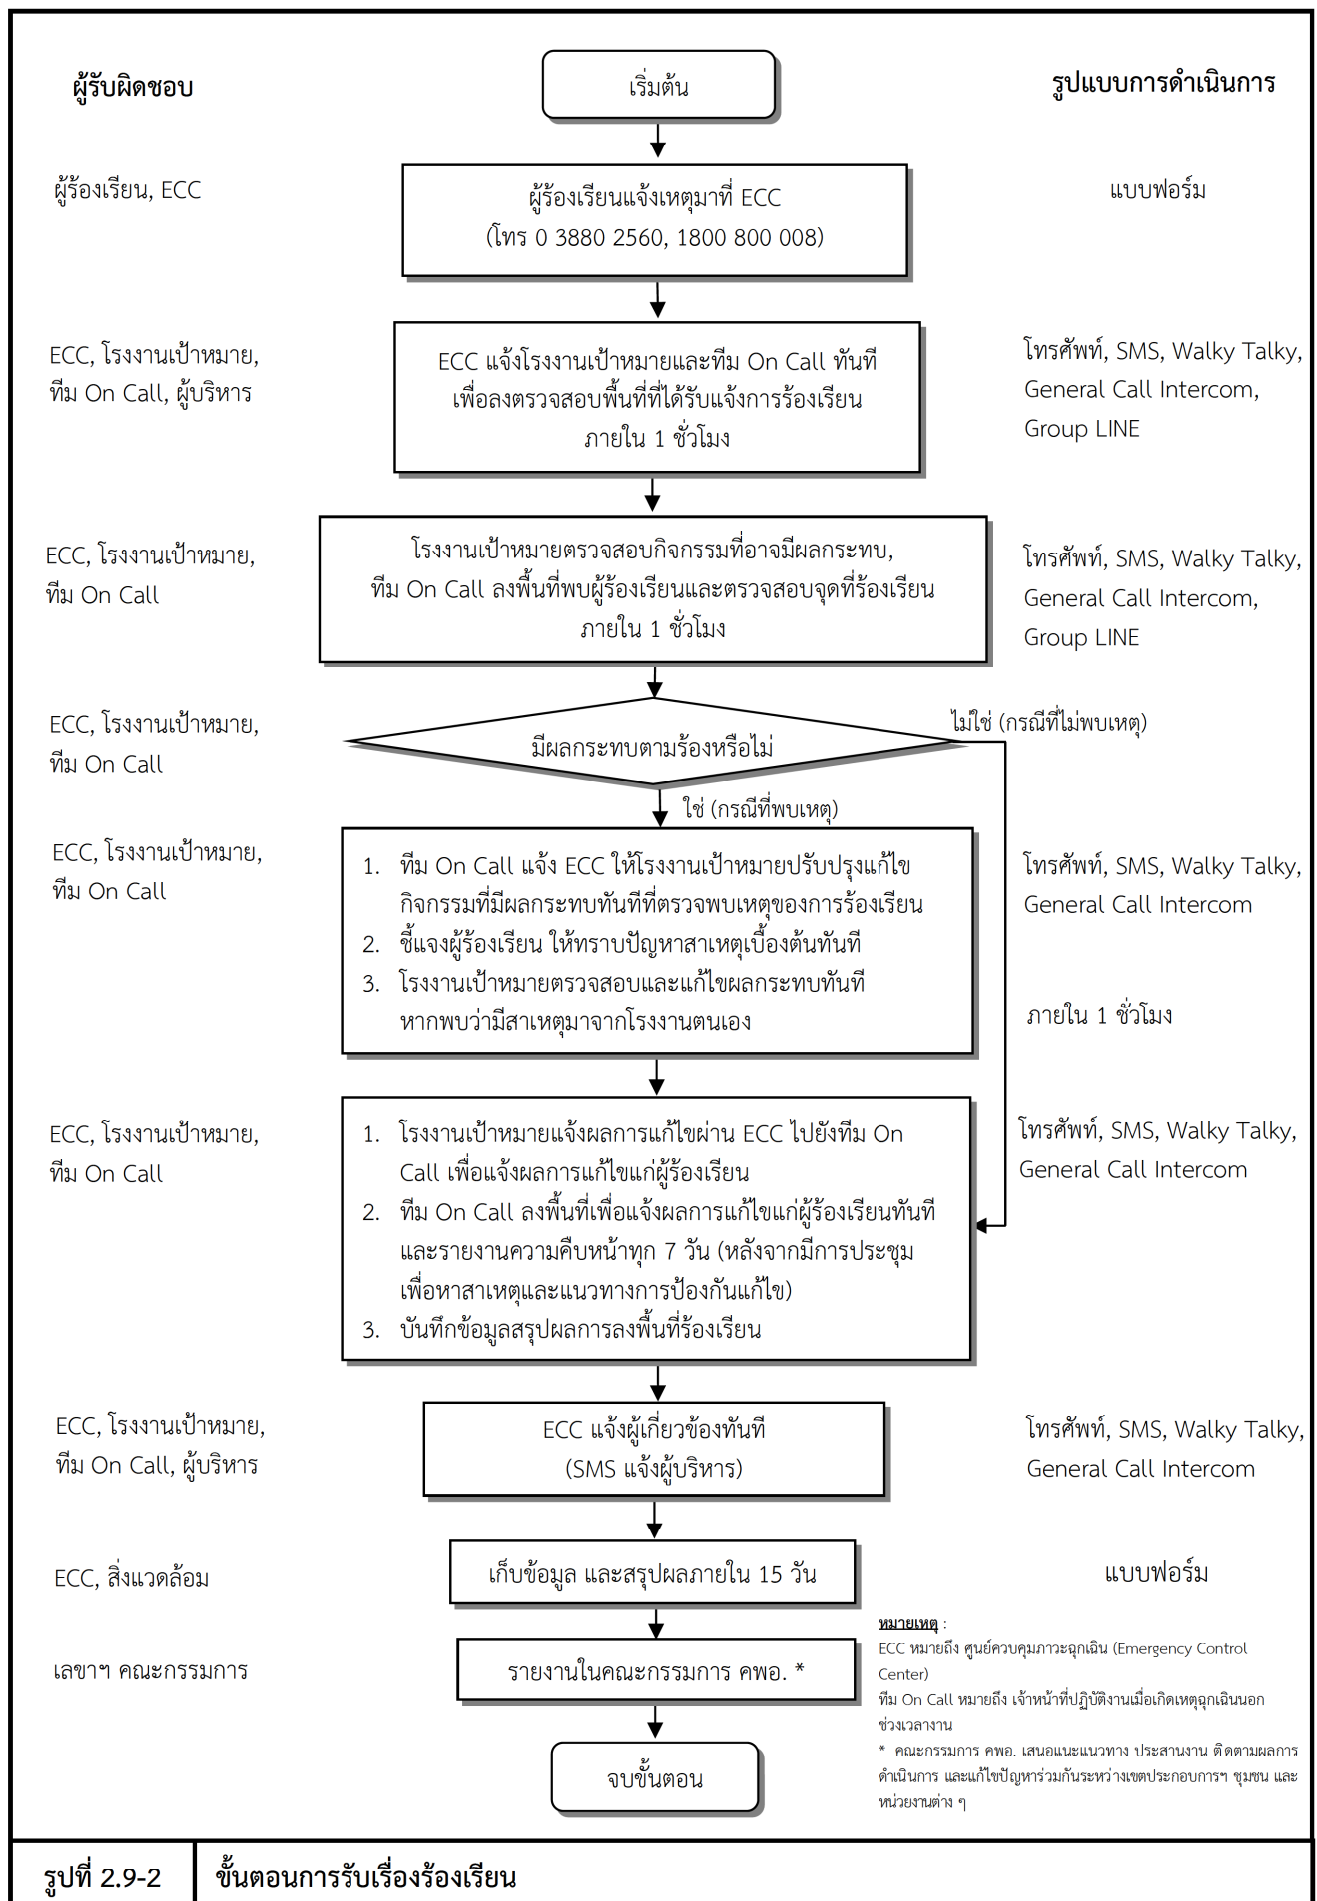 ผู้รับผิดชอบ
เริ่มต้น
รูปแบบการดำเนินการ
ผู้ร้องเรียน, ECC
ผู้ร้องเรียนแจ้งเหตุมาที่ ECC
(โทร 0 3880 2560, 1800 800 008)
แบบฟอร์ม
ECC, โรงงานเป้าหมาย,
ทีม On Call, ผู้บริหาร
ECC แจ้งโรงงานเป้าหมายและทีม On Call ทันที
เพื่อลงตรวจสอบพื้นที่ที่ได้รับแจ้งการร้องเรียน
ภายใน 1 ชั่วโมง
โทรศัพท์, SMS, Walky Talky,
General Call Intercom,
Group LINE
ECC, โรงงานเป้าหมาย,
ทีม On Call
โรงงานเป้าหมายตรวจสอบกิจกรรมที่อาจมีผลกระทบ,
ทีม On Call ลงพื้นที่พบผู้ร้องเรียนและตรวจสอบจุดที่ร้องเรียน
ภายใน 1 ชั่วโมง
โทรศัพท์, SMS, Walky Talky,
General Call Intercom,
Group LINE
ECC, โรงงานเป้าหมาย,
ทีม On Call
มีผลกระทบตามร้องหรือไม่
ไม่ใช่ (กรณีที่ไม่พบเหตุ)
ใช่ (กรณีที่พบเหตุ)
ECC, โรงงานเป้าหมาย,
ทีม On Call
1. ทีม On Call แจ้ง ECC ให้โรงงานเป้าหมายปรับปรุงแก้ไข
กิจกรรมที่มีผลกระทบทันทีที่ตรวจพบเหตุของการร้องเรียน
2. ชี้แจงผู้ร้องเรียน ให้ทราบปัญหาสาเหตุเบื้องต้นทันที
3. โรงงานเป้าหมายตรวจสอบและแก้ไขผลกระทบทันที
หากพบว่ามีสาเหตุมาจากโรงงานตนเอง
โทรศัพท์, SMS, Walky Talky,
General Call Intercom
ภายใน 1 ชั่วโมง
ECC, โรงงานเป้าหมาย,
ทีม On Call
1. โรงงานเป้าหมายแจ้งผลการแก้ไขผ่าน ECC ไปยังทีม On
Call เพื่อแจ้งผลการแก้ไขแก่ผู้ร้องเรียน
2. ทีม On Call ลงพื้นที่เพื่อแจ้งผลการแก้ไขแก่ผู้ร้องเรียนทันที
และรายงานความคืบหน้าทุก 7 วัน (หลังจากมีการประชุม
เพื่อหาสาเหตุและแนวทางการป้องกันแก้ไข)
3. บันทึกข้อมูลสรุปผลการลงพื้นที่ร้องเรียน
โทรศัพท์, SMS, Walky Talky,
General Call Intercom
ECC, โรงงานเป้าหมาย,
ทีม On Call, ผู้บริหาร
ECC แจ้งผู้เกี่ยวข้องทันที
(SMS แจ้งผู้บริหาร)
โทรศัพท์, SMS, Walky Talky,
General Call Intercom
ECC, สิ่งแวดล้อม
เก็บข้อมูล และสรุปผลภายใน 15 วัน
แบบฟอร์ม
เลขาฯ คณะกรรมการ
รายงานในคณะกรรมการ คพอ. *
จบขั้นตอน
หมายเหตุ :
ECC หมายถึง ศูนย์ควบคุมภาวะฉุกเฉิน (Emergency Control
Center)
ทีม On Call หมายถึง เจ้าหน้าที่ปฏิบัติงานเมื่อเกิดเหตุฉุกเฉินนอก
ช่วงเวลางาน
* คณะกรรมการ คพอ. เสนอแนะแนวทาง ประสานงาน ติดตามผลการ
ดำเนินการ และแก้ไขปัญหาร่วมกันระหว่างเขตประกอบการฯ ชุมชน และ
หน่วยงานต่าง ๆ
รูปที่ 2.9-2
ขั้นตอนการรับเรื่องร้องเรียน